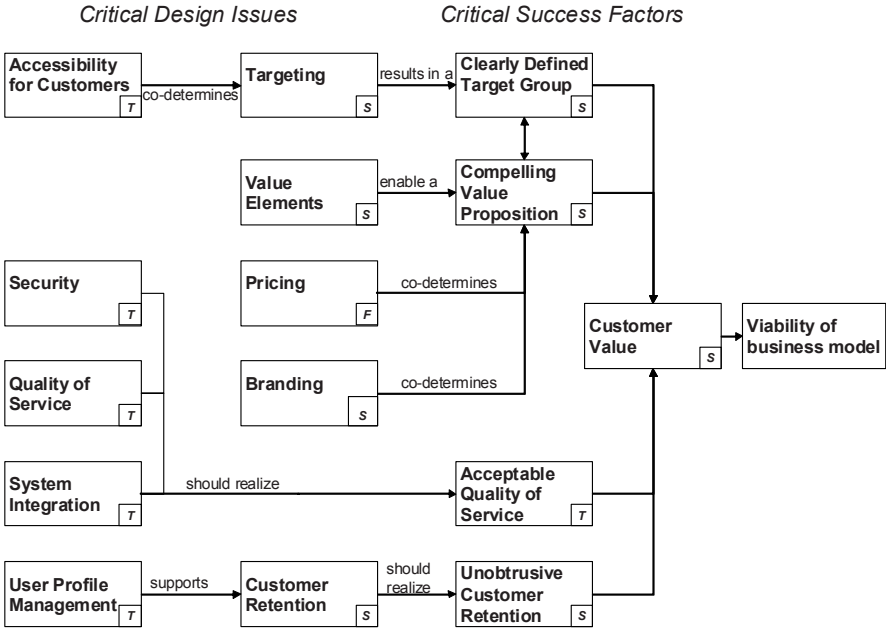 Critical Design Issues
Critical Success Factors
Accessibility
for Customers
T
co-determines
Targeting
S
results in a
Clearly Defined
Target Group
S
Value
Elements
S
enable a
Compelling
Value
Proposition
S
Security
T
Pricing
F
co-determines
Customer
Value
S
Viability of
business model
Quality of
Service
T
Branding
S
co-determines
System
Integration
T
should realize
Acceptable
Quality of
Service
T
User Profile
Management
T
supports
Customer
Retention
S
should
realize
Unobtrusive
Customer
Retention
S